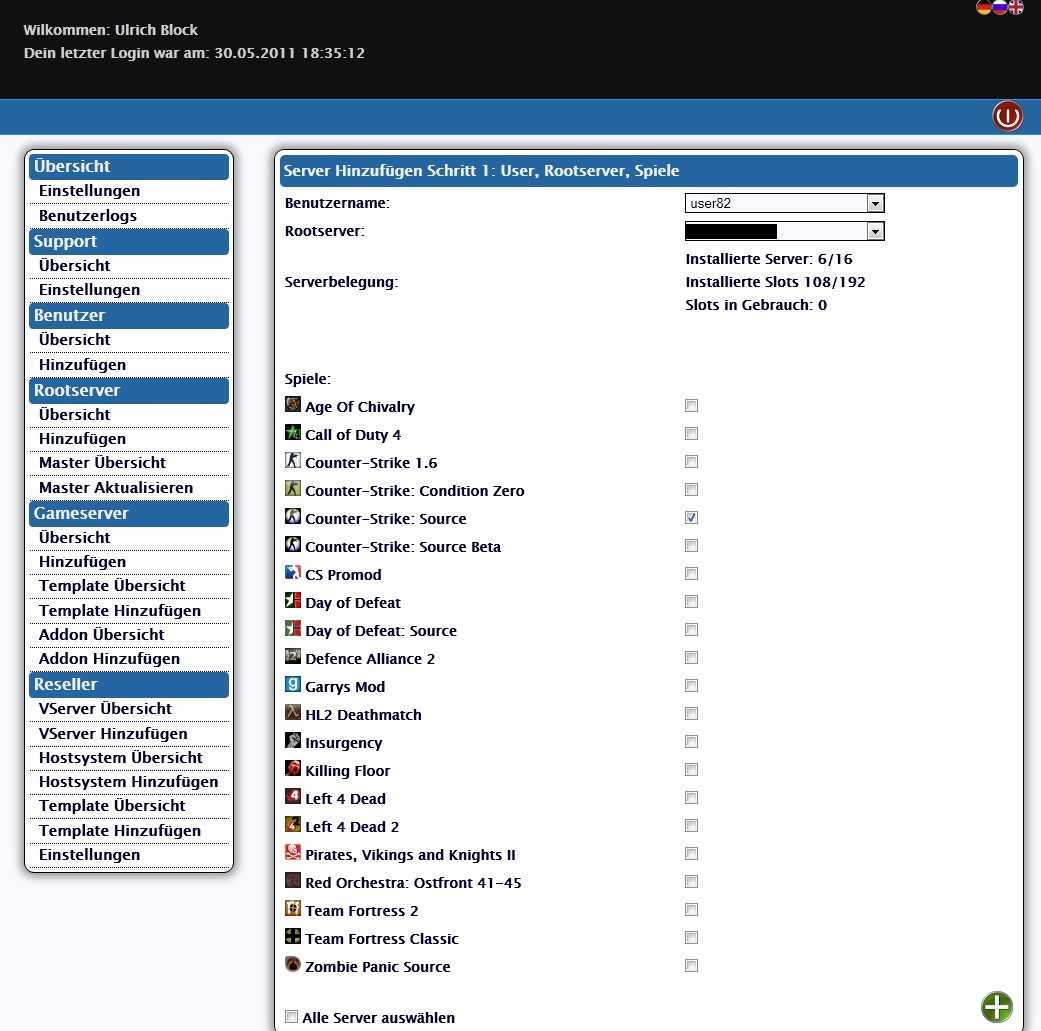 Wilkommen: Ulrich Block
Dein letzter Login war am: 30.05.2011 18:35:12
Übersicht
Einstellungen
Benutzerlogs
Support
Übersicht
Einstellungen
Benutzer
Übersicht
Hinzufügen
Rootserver
Übersicht
Hinzufügen
Master Übersicht
Master Aktualisieren
Gameserver
Übersicht
Hinzufügen
Template Übersicht
Template Hinzufügen
Addon Übersicht
Addon Hinzufügen
Reseller
VServer Übersicht
VServer Hinzufügen
Hostsystem Übersicht
Hostsystem Hinzufügen
Template Übersicht
Template Hinzufügen
Einstellungen
Server Hinzufügen Schritt 1: User, Rootserver, Spiele
Benutzername: user82
Rootserver:
Serverbelegung:
Installierte Server: 6/16
Installierte Slots 108/192
Slots in Gebrauch: 0
Spiele:
Age Of Chivalry
Call of Duty 4
Counter-Strike 1.6
Counter-Strike: Condition Zero
Counter-Strike: Source
Counter-Strike: Source Beta
CS Promod
Day of Defeat
Day of Defeat: Source
Defence Alliance 2
Garrys Mod
HL2 Deathmatch
Insurgency
Killing Floor
Left 4 Dead
Left 4 Dead 2
Pirates, Vikings and Knights II
Red Orchestra: Ostfront 41-45
Team Fortress 2
Team Fortress Classic
Zombie Panic Source
Alle Server auswählen